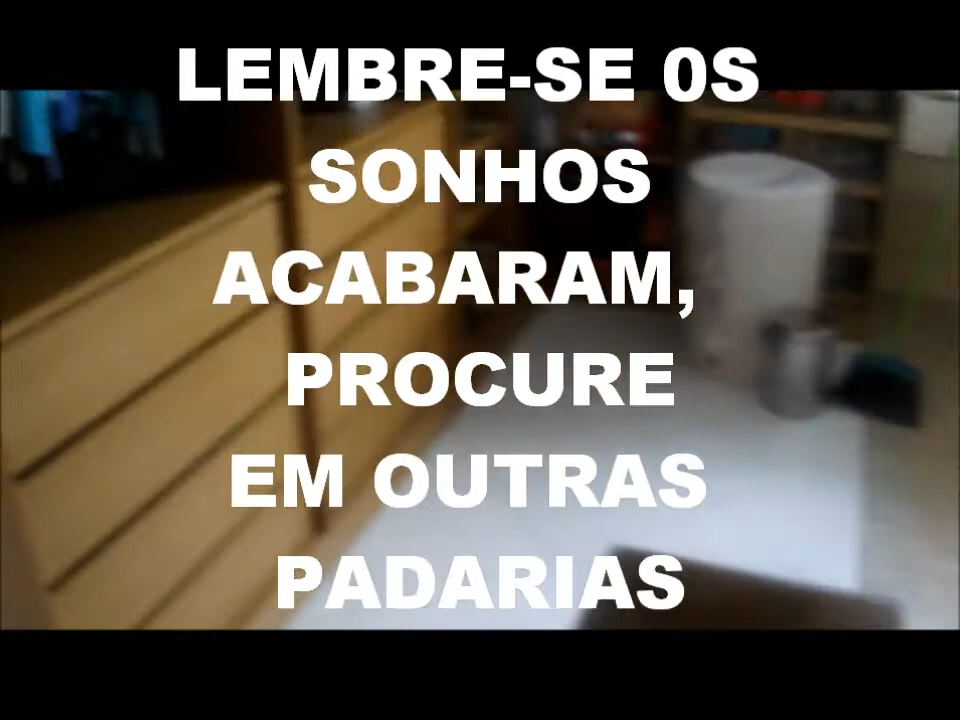 LEMBRE-SE 0S
SONHOS
ACABARAM,
PROCURE
EM OUTRAS
PADARIAS